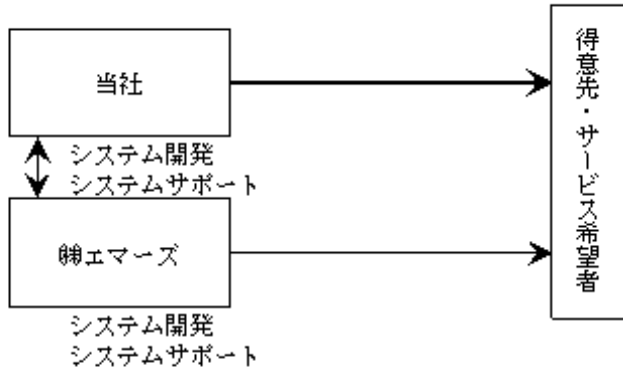 当社
システム開発
システムサポート
㈱エマーズ
システム開発
システムサポート
得意先・サービス希望者